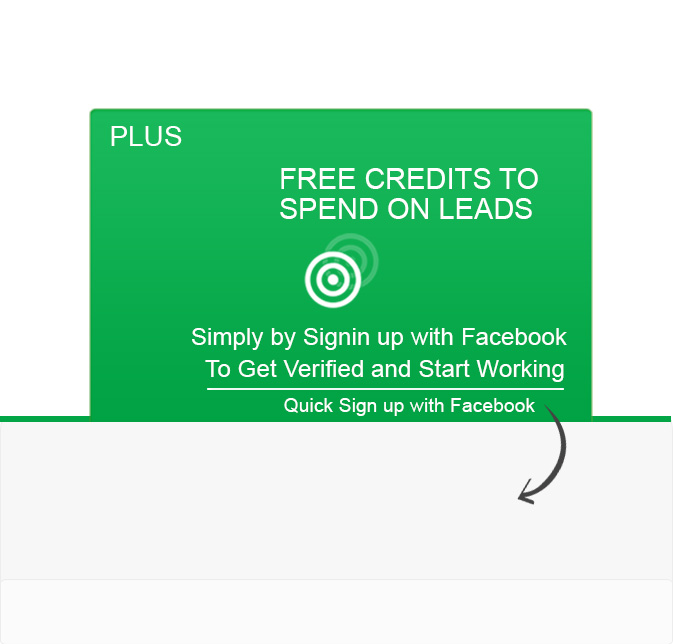 PLUS
FREE CREDITS TO
SPEND ON LEADS
Simply by Signin up with Facebook
To Get Verified and Start Working
Quick Sign up with Facebook